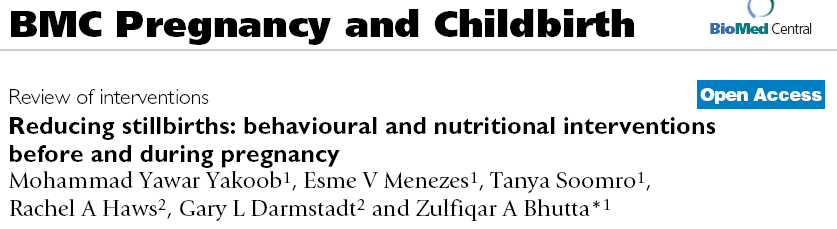 BMC Pregnancy and Childbirth
BioMed Central
Review of interventions
Open Access
Reducing stillbirths: behavioural and nutritional interventions
before and during pregnancy
Mohammad Yawar Yakoob¹, Esme V Menezes¹, Tanya Soomro¹,
Rachel A Haws², Gary L Darmstadt² and Zulfiqar A Bhutta*¹